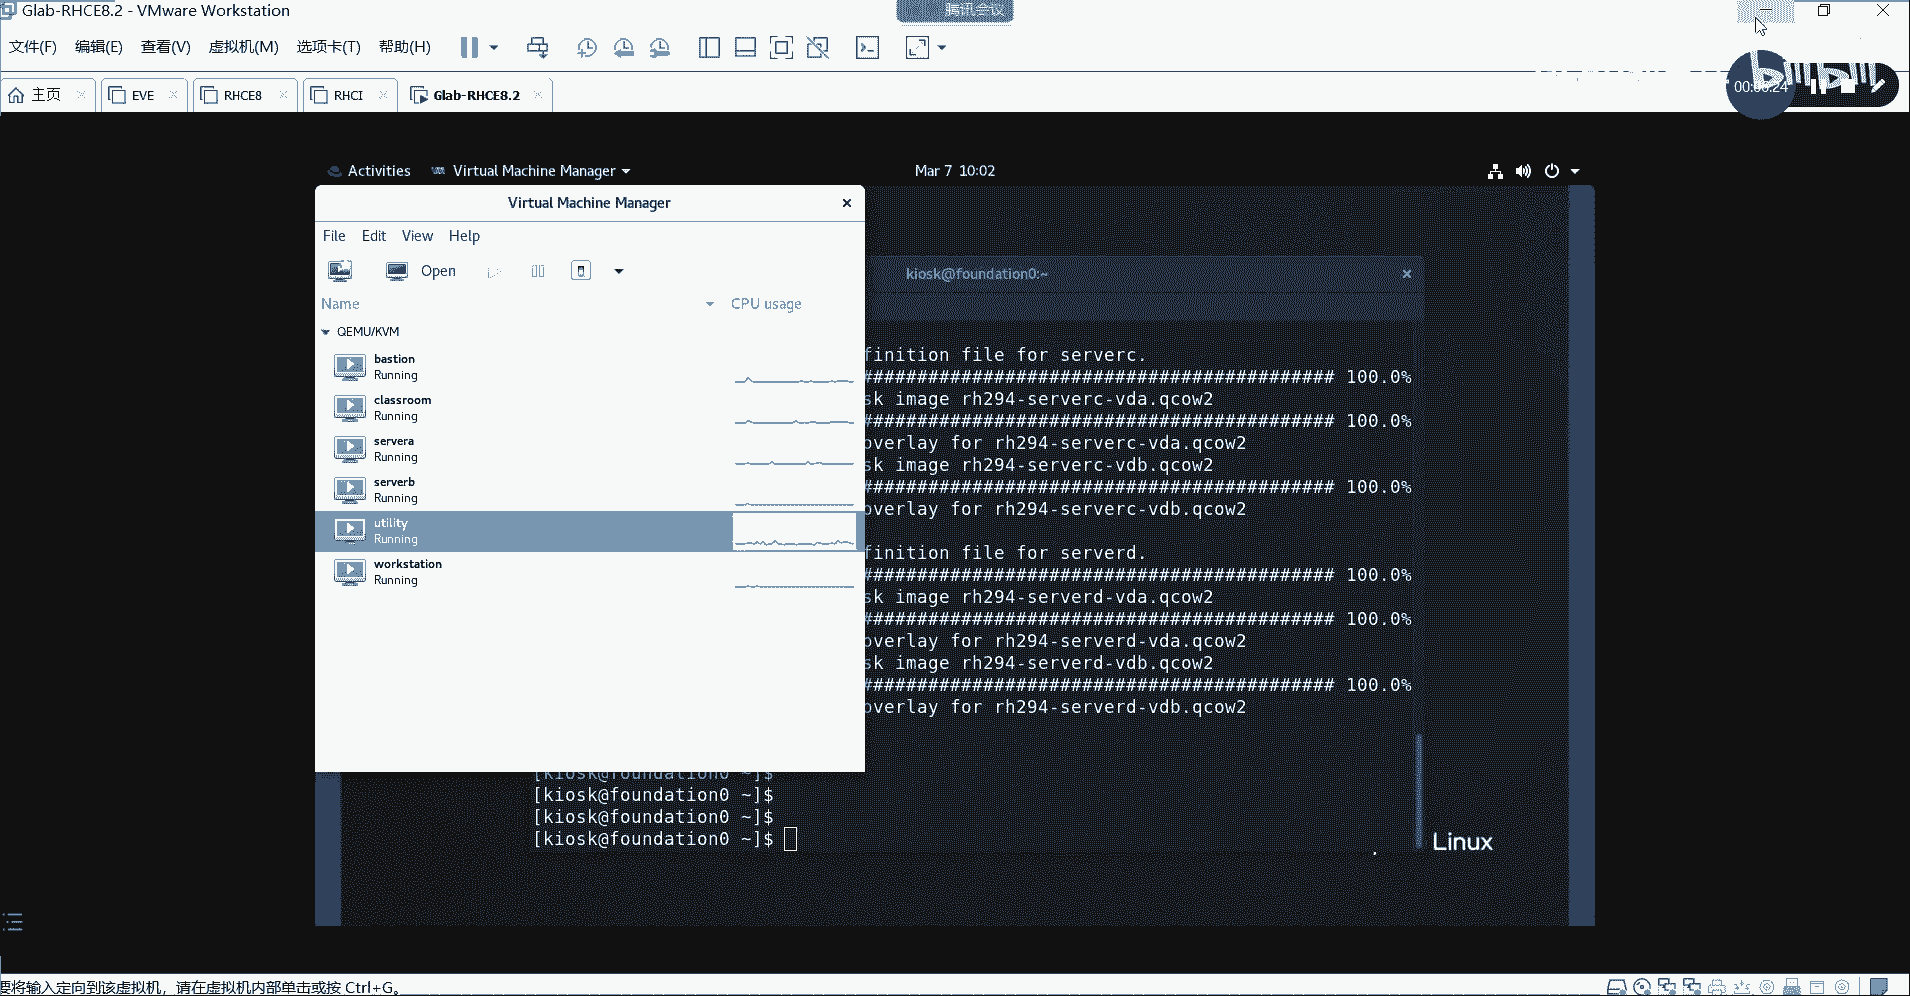 Glab-RHCE8.2 - VMware Workstation
腾讯会议
文件(F) 编辑(E) 查看(V) 虚拟机(M) 选项卡(T) 帮助(H)
主页 EVE RHCE8 RHCI Glab-RHCE8.2
bilibili
00:06:24
Activities Virtual Machine Manager Mar 7 10:02
Virtual Machine Manager
File Edit View Help
Open
kiosk@foundation0:~
Name CPU usage
QEMU/KVM
bastion
Running
classroom
Running
servera
Running
serverb
Running
utility
Running
workstation
Running
finition file for serverc.
########################################### 100.0%
sk image rh294-serverc-vda.qcow2
########################################### 100.0%
overlay for rh294-serverc-vda.qcow2
sk image rh294-serverc-vdb.qcow2
########################################### 100.0%
overlay for rh294-serverc-vdb.qcow2
finition file for serverd.
########################################### 100.0%
sk image rh294-serverd-vda.qcow2
########################################### 100.0%
overlay for rh294-serverd-vda.qcow2
sk image rh294-serverd-vdb.qcow2
########################################### 100.0%
overlay for rh294-serverd-vdb.qcow2
[kiosk@foundation0 ~]$
[kiosk@foundation0 ~]$
[kiosk@foundation0 ~]$
[kiosk@foundation0 ~]$
Linux
要将输入定向到该虚拟机，请在虚拟机内部单击或按 Ctrl+G。